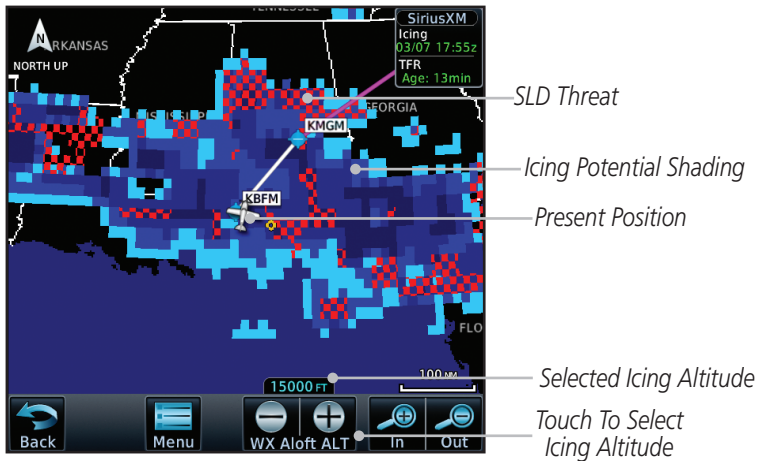 TENNESSEE
SiriusXM
Icing
03/07 17:55z
TFR
Age: 13min
N
RKANSAS
NORTH UP
SLD Threat
GEORGIA
MISSISSIPP
KMGM
Icing Potential Shading
KBFM
Present Position
FLO
100 NM
15000 FT
Selected Icing Altitude
Back
Menu
WX Aloft ALT
In
Out
Touch To Select
Icing Altitude